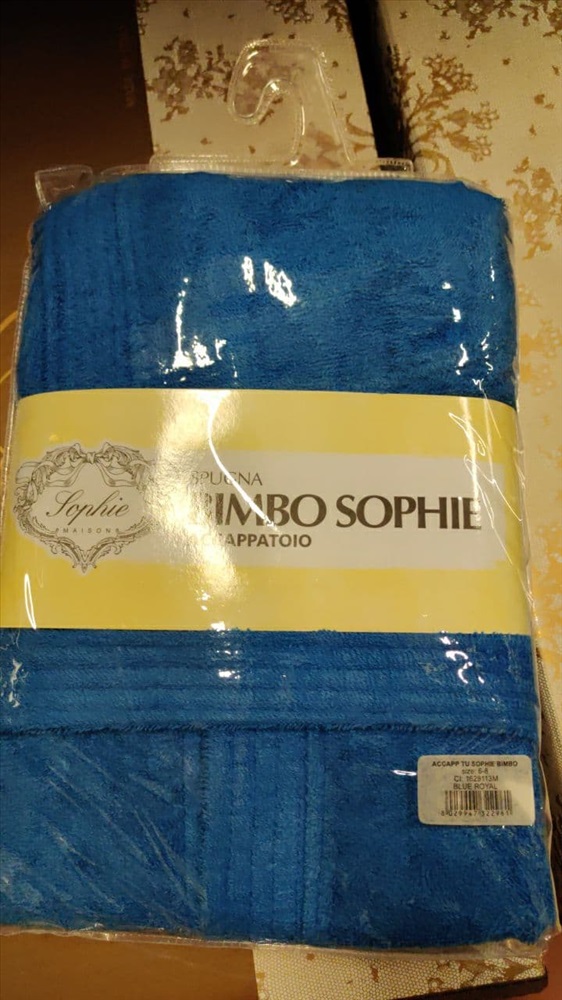 SPUGNA
BIMBO SOPHIE
ACCAPPATOIO
Sophie
MAISON
ACCAPP TU SOPHIE BIMBO
size: 6-8
BLUE ROYAL